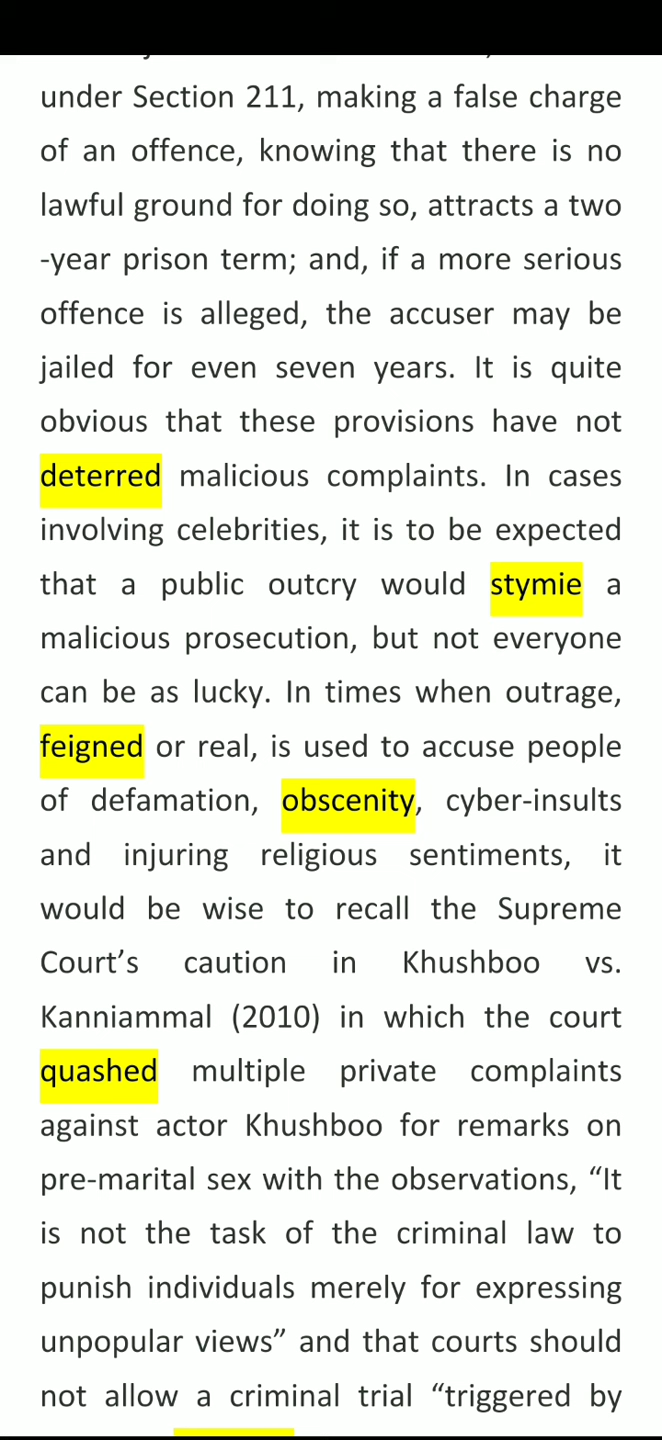 under Section 211, making a false charge
of an offence, knowing that there is no
lawful ground for doing so, attracts a two
-year prison term; and, if a more serious
offence is alleged, the accuser may be
jailed for even seven years. It is quite
obvious that these provisions have not
deterred malicious complaints. In cases
involving celebrities, it is to be expected
that a public outcry would stymie a
malicious prosecution, but not everyone
can be as lucky. In times when outrage,
feigned or real, is used to accuse people
of defamation, obscenity, cyber-insults
and injuring religious sentiments, it
would be wise to recall the Supreme
Court’s caution in Khushboo vs.
Kanniammal (2010) in which the court
quashed multiple private complaints
against actor Khushboo for remarks on
pre-marital sex with the observations, “It
is not the task of the criminal law to
punish individuals merely for expressing
unpopular views” and that courts should
not allow a criminal trial “triggered by